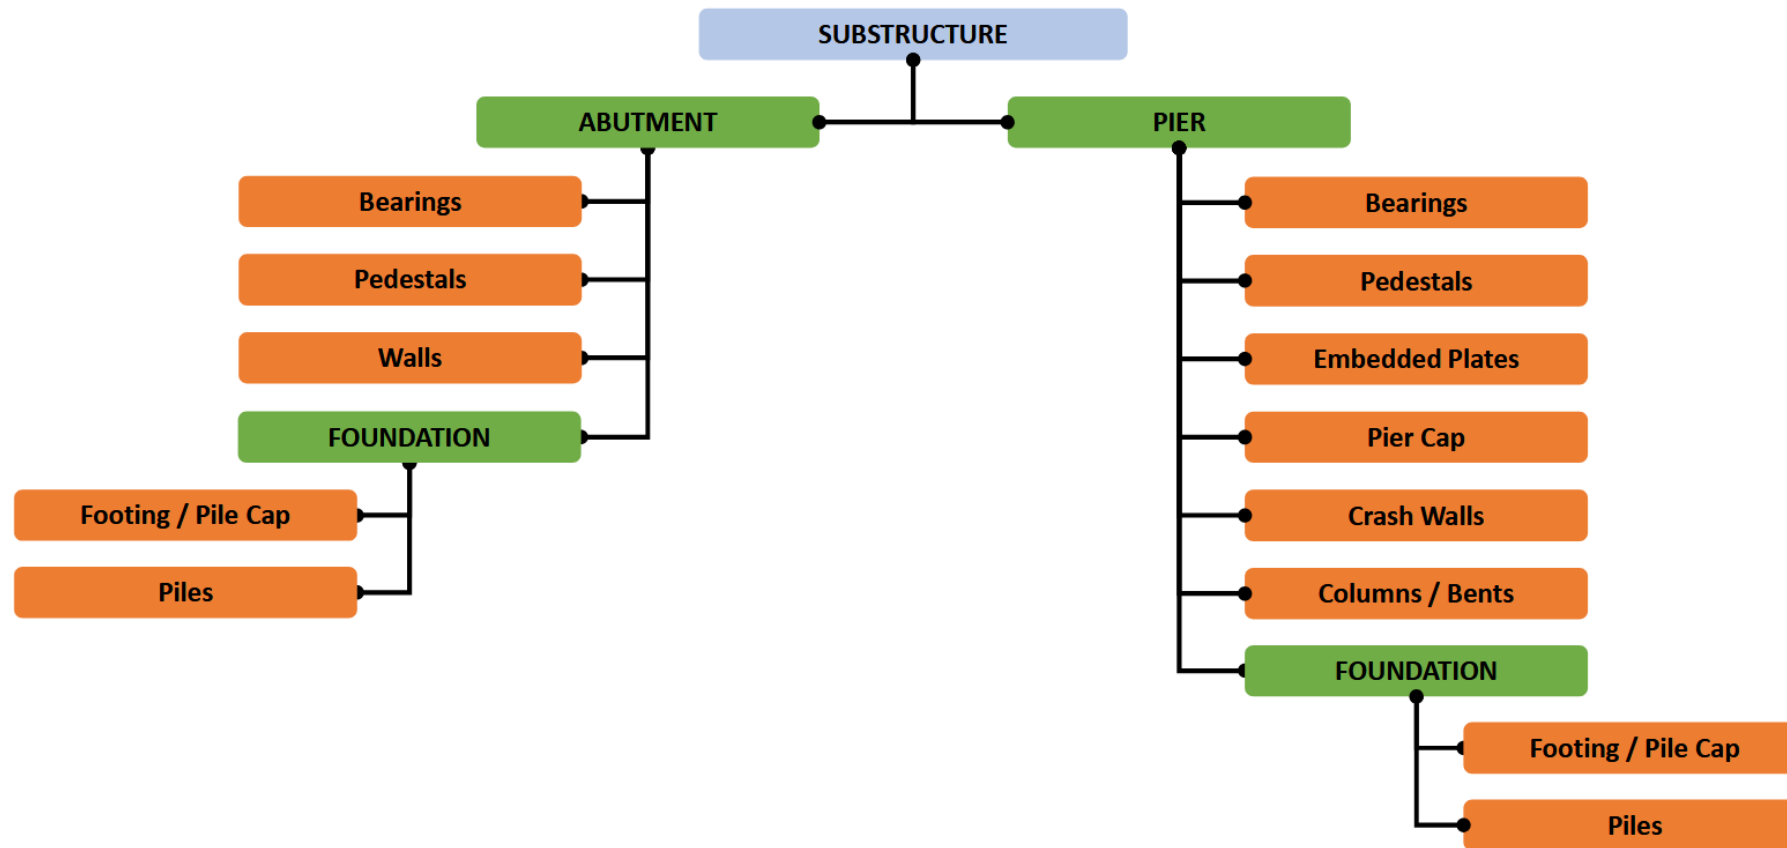 SUBSTRUCTURE
ABUTMENT
PIER
Bearings
Pedestals
Walls
FOUNDATION
Footing / Pile Cap
Piles
Bearings
Pedestals
Embedded Plates
Pier Cap
Crash Walls
Columns / Bents
FOUNDATION
Footing / Pile Cap
Piles